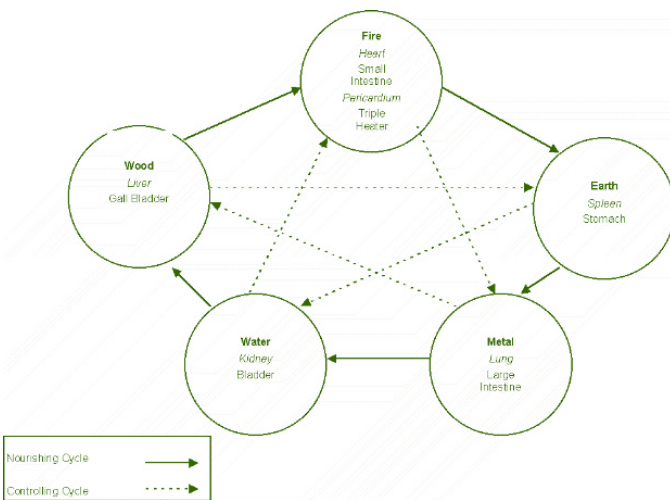 Fire
Heart
Small
Intestine
Pericardium
Triple
Heater
Wood
Liver
Gall Bladder
Earth
Spleen
Stomach
Water
Kidney
Bladder
Metal
Lung
Large
Intestine
Nourishing Cycle
Controlling Cycle